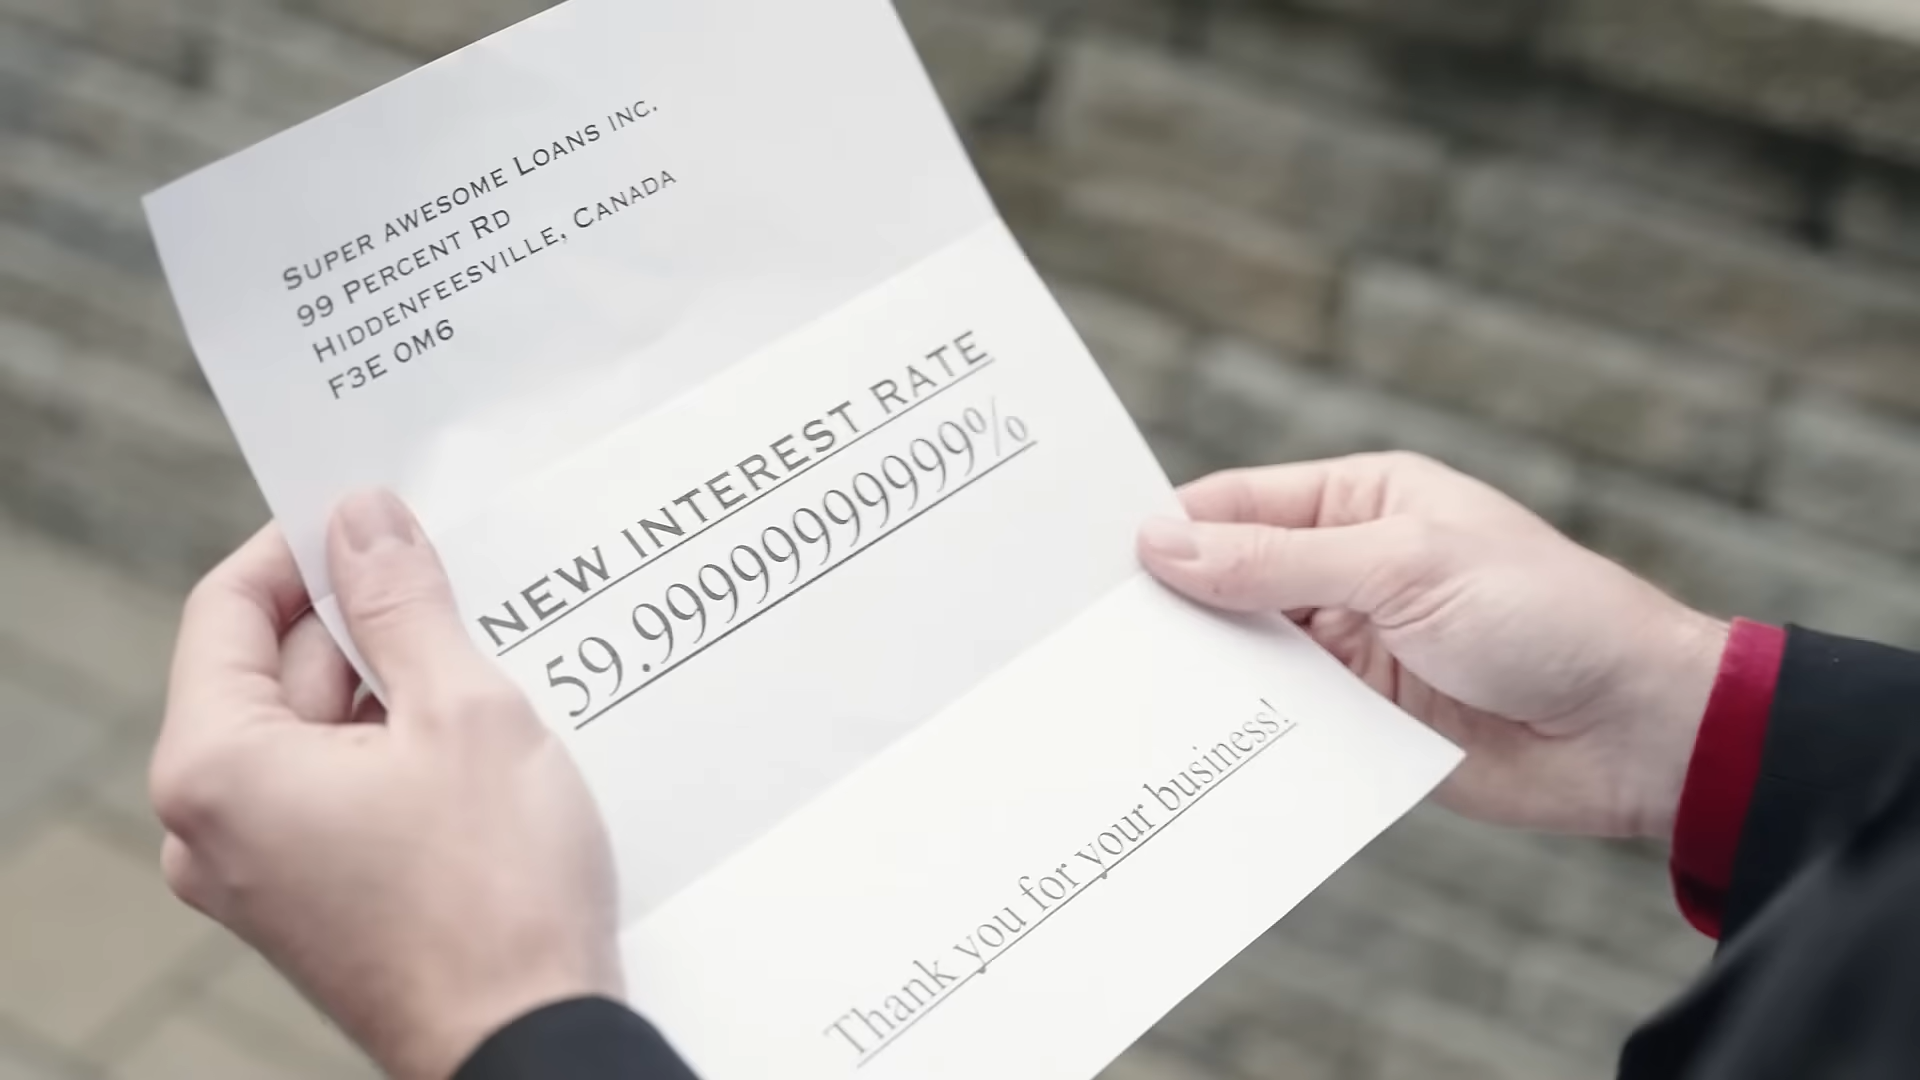 SUPER AWESOME LOANS INC.
99 PERCENT RD
HIDDENFEESVILLE, CANADA
F3E 0M6
NEW INTEREST RATE
59.99999999999%
Thank you for your business!